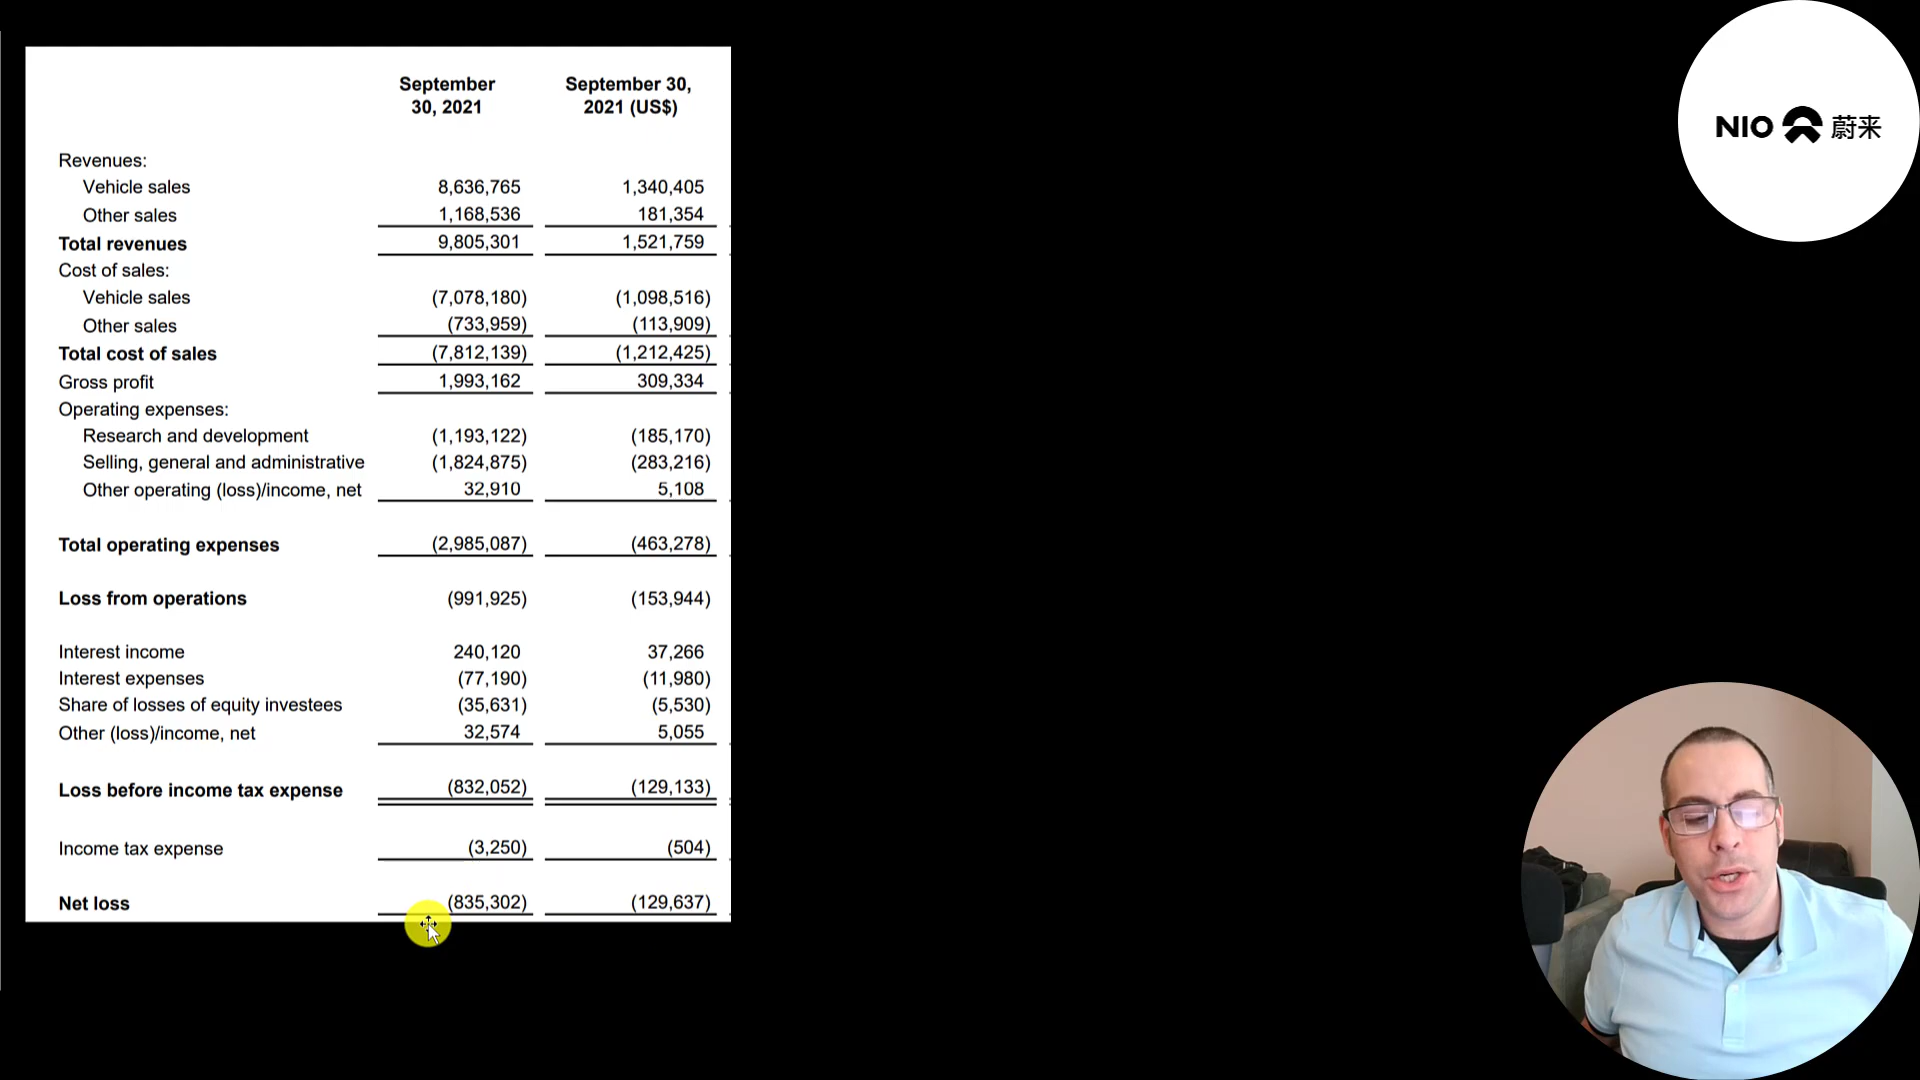 September
30, 2021
September 30,
2021 (US$)
Revenues:
Vehicle sales 8,636,765 1,340,405
Other sales 1,168,536 181,354
Total revenues 9,805,301 1,521,759
Cost of sales:
Vehicle sales (7,078,180) (1,098,516)
Other sales (733,959) (113,909)
Total cost of sales (7,812,139) (1,212,425)
Gross profit 1,993,162 309,334
Operating expenses:
Research and development (1,193,122) (185,170)
Selling, general and administrative (1,824,875) (283,216)
Other operating (loss)/income, net 32,910 5,108
Total operating expenses (2,985,087) (463,278)
Loss from operations (991,925) (153,944)
Interest income 240,120 37,266
Interest expenses (77,190) (11,980)
Share of losses of equity investees (35,631) (5,530)
Other (loss)/income, net 32,574 5,055
Loss before income tax expense (832,052) (129,133)
Income tax expense (3,250) (504)
Net loss (835,302) (129,637)
NIO 蔚来